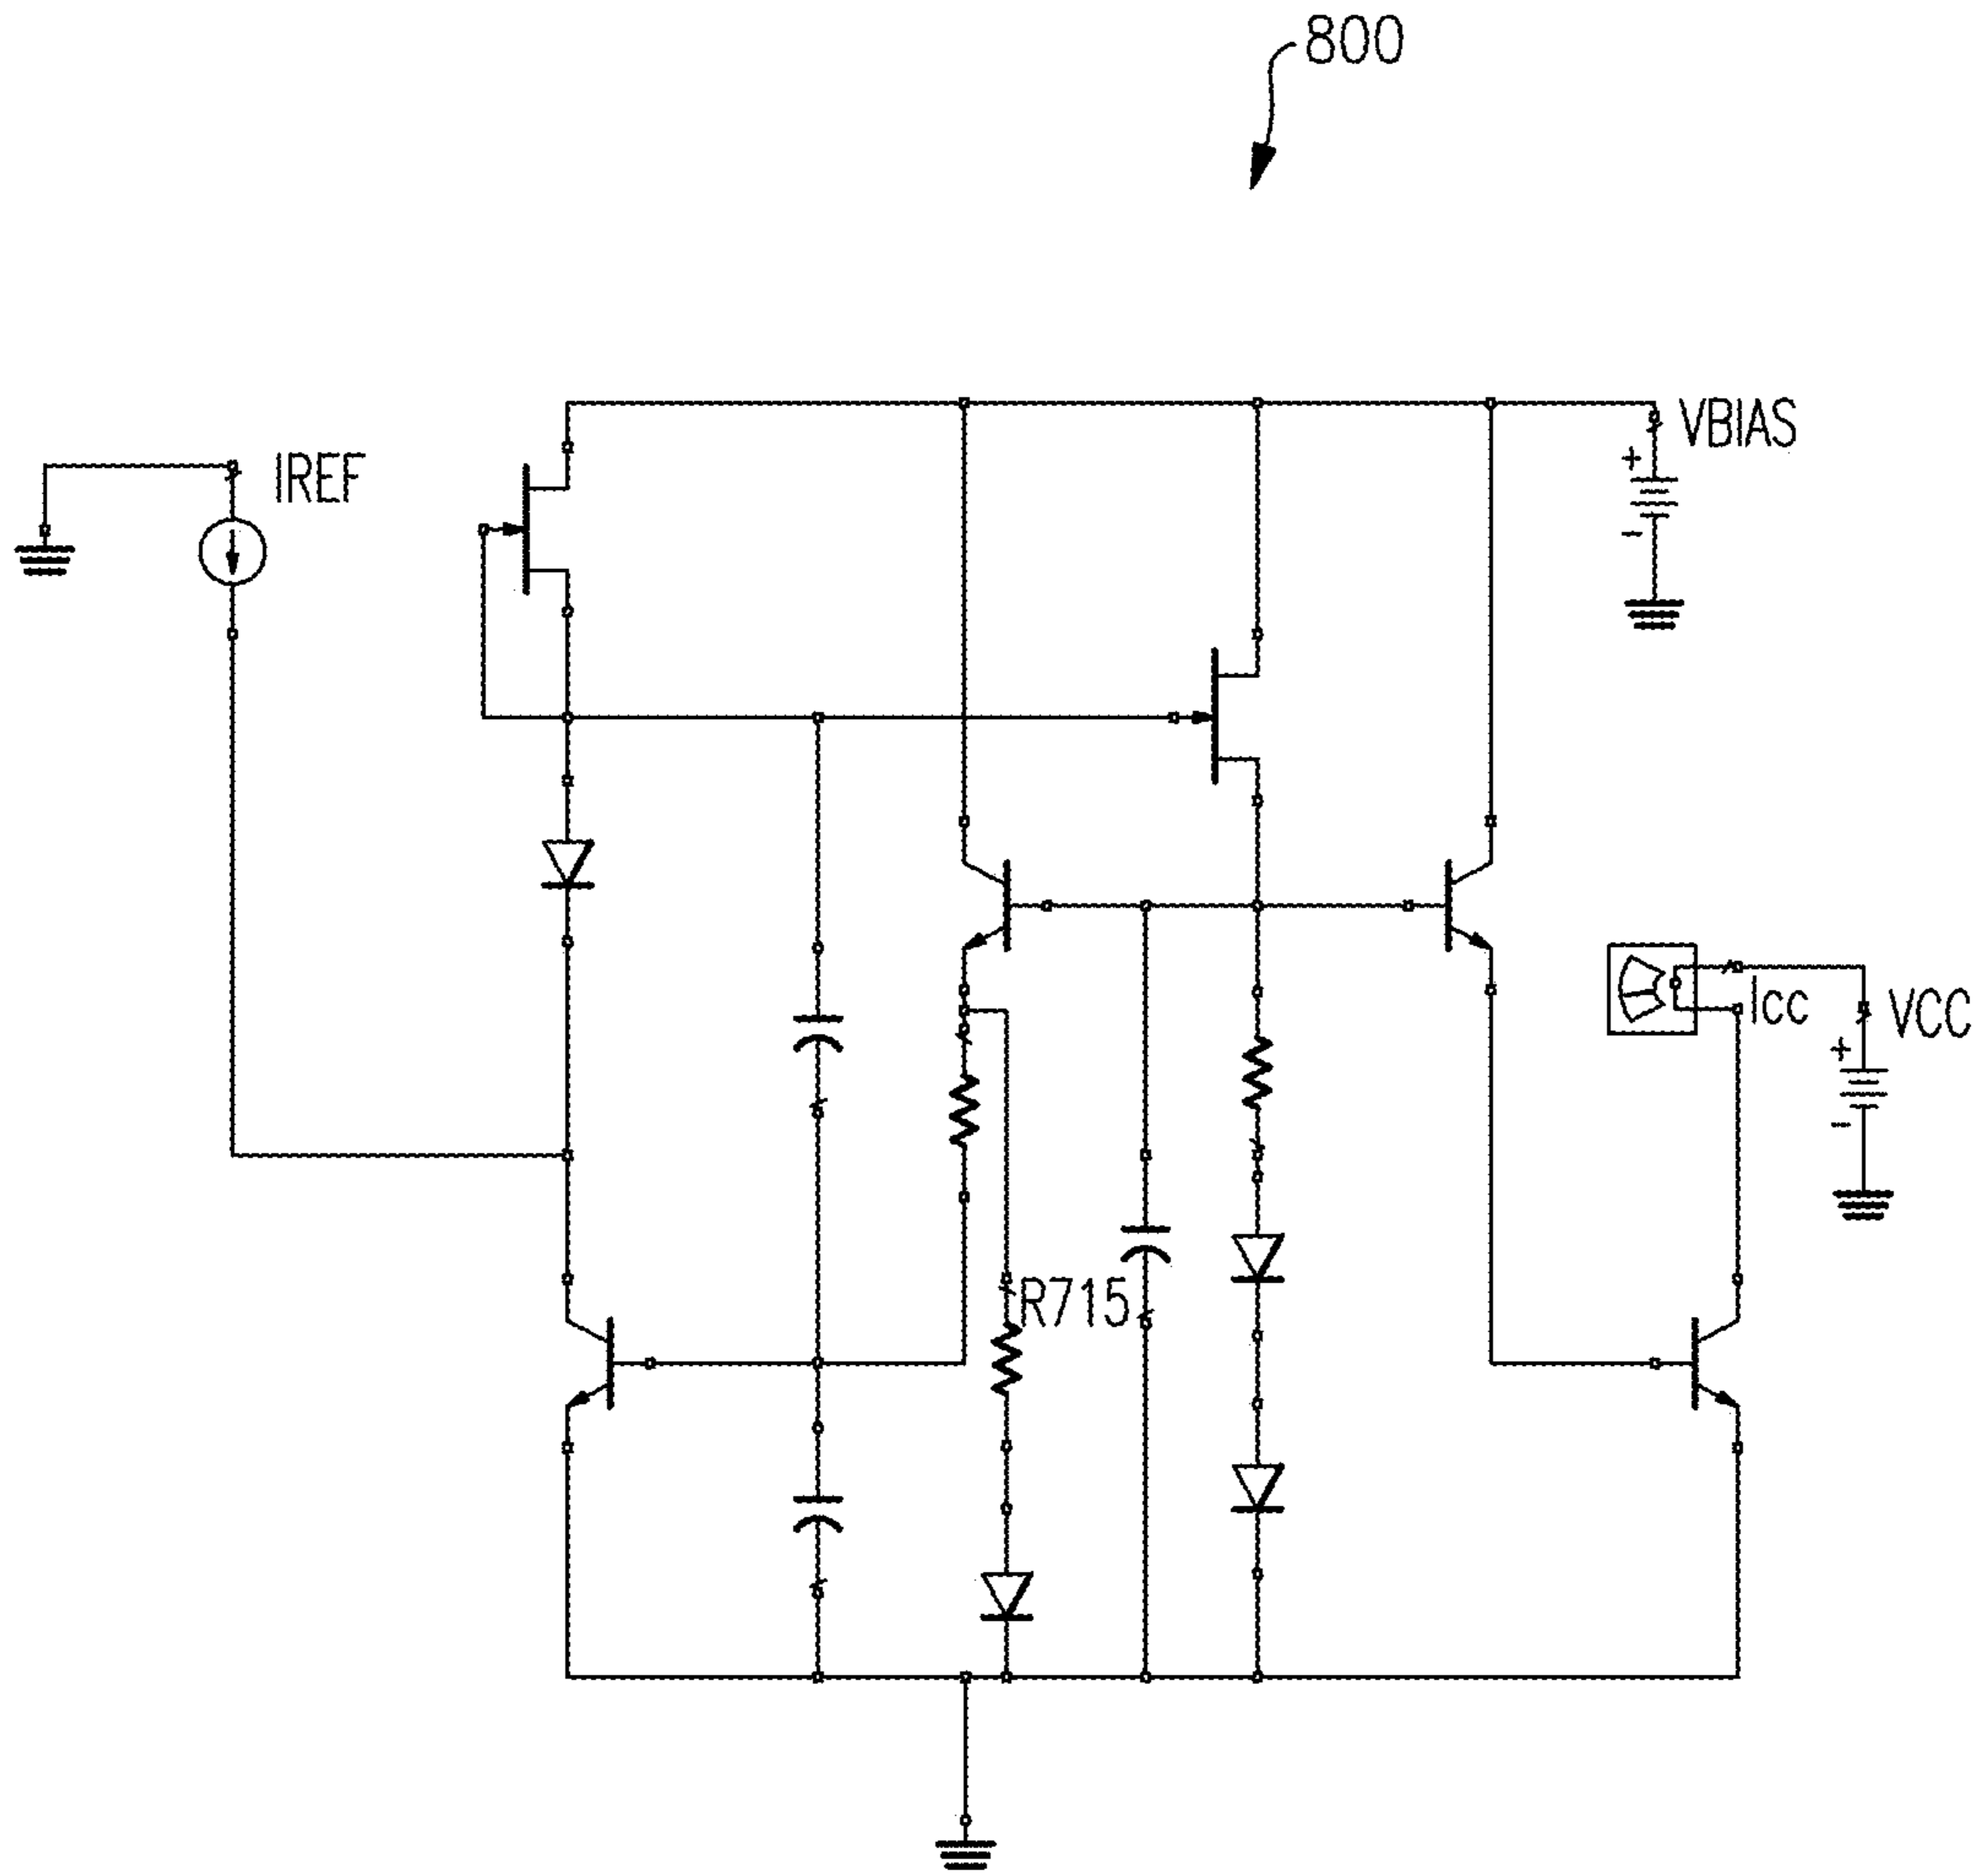 800
VBIAS
+
-
IREF
Icc
VCC
+
-
R715